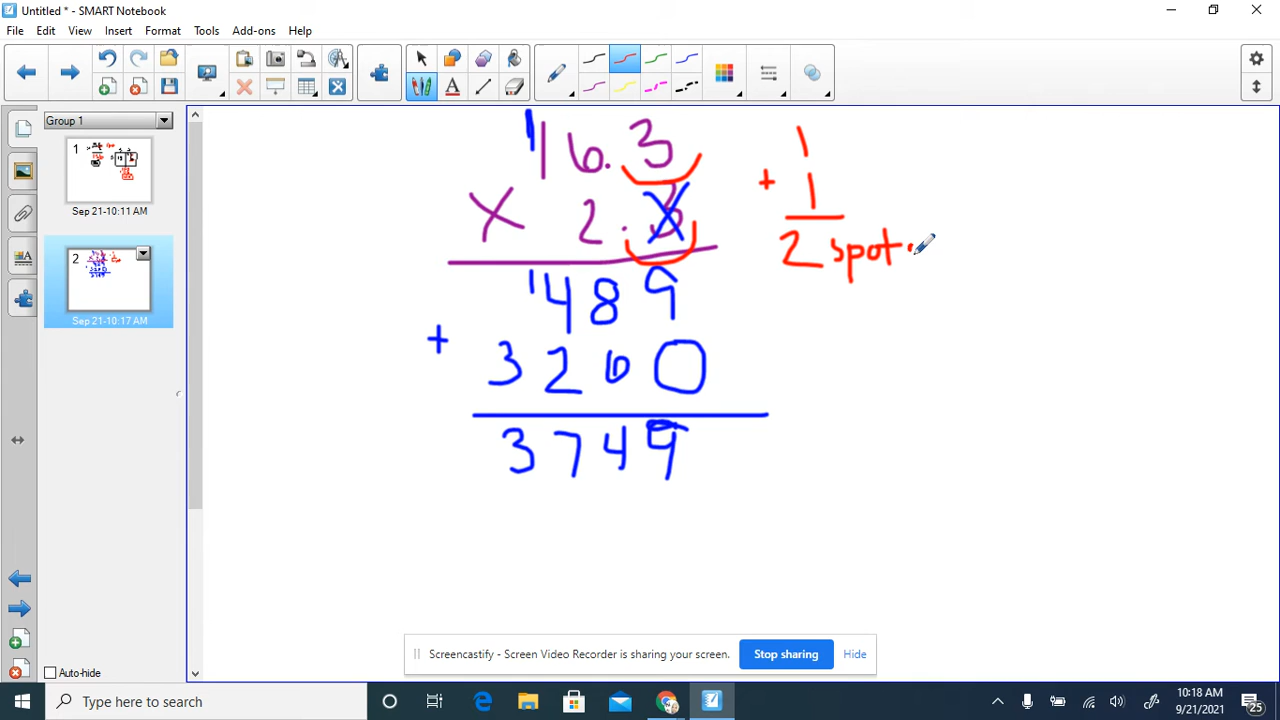 Untitled * - SMART Notebook
File Edit View Insert Format Tools Add-ons Help
Group 1
1
Sep 21-10:11 AM
2
Sep 21-10:17 AM
Auto-hide
1
16.3
X 2.3
1489
+ 3260
3749
1
+ 1
2 spot
Screencastify - Screen Video Recorder is sharing your screen.
Stop sharing
Hide
Type here to search
10:18 AM
9/21/2021
25